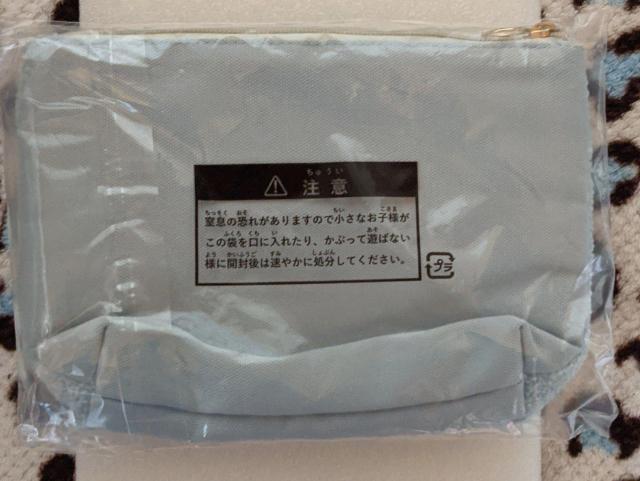 ⚠ 注意
窒息の恐れがありますので小さなお子様が
この袋を口に入れたり、かぶって遊ばない
様に開封後は速やかに処分してください。
プラ